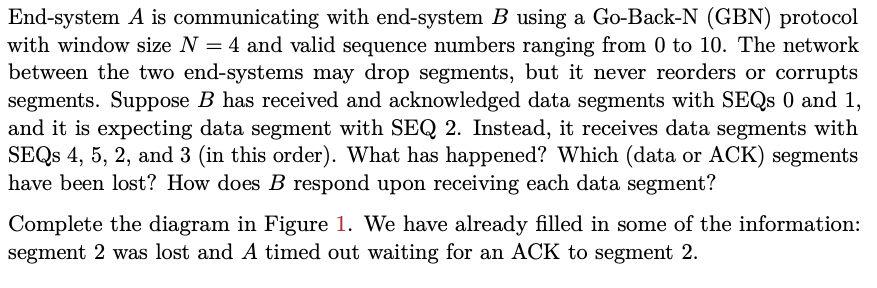 End-system A is communicating with end-system B using a Go-Back-N (GBN) protocol
with window size N = 4 and valid sequence numbers ranging from 0 to 10. The network
between the two end-systems may drop segments, but it never reorders or corrupts
segments. Suppose B has received and acknowledged data segments with SEQs 0 and 1,
and it is expecting data segment with SEQ 2. Instead, it receives data segments with
SEQs 4, 5, 2, and 3 (in this order). What has happened? Which (data or ACK) segments
have been lost? How does B respond upon receiving each data segment?
Complete the diagram in Figure 1. We have already filled in some of the information:
segment 2 was lost and A timed out waiting for an ACK to segment 2.